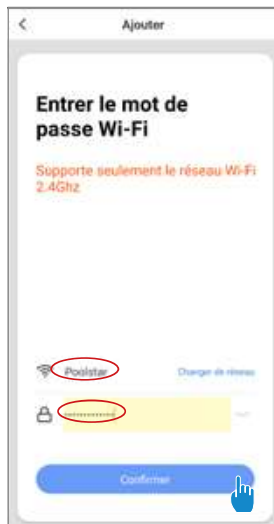 Ajouter
Entrer le mot de
passe Wi-Fi
Supporte seulement le réseau Wi-Fi
2.4Ghz
Poolstar
Changer de réseau
Confirmer